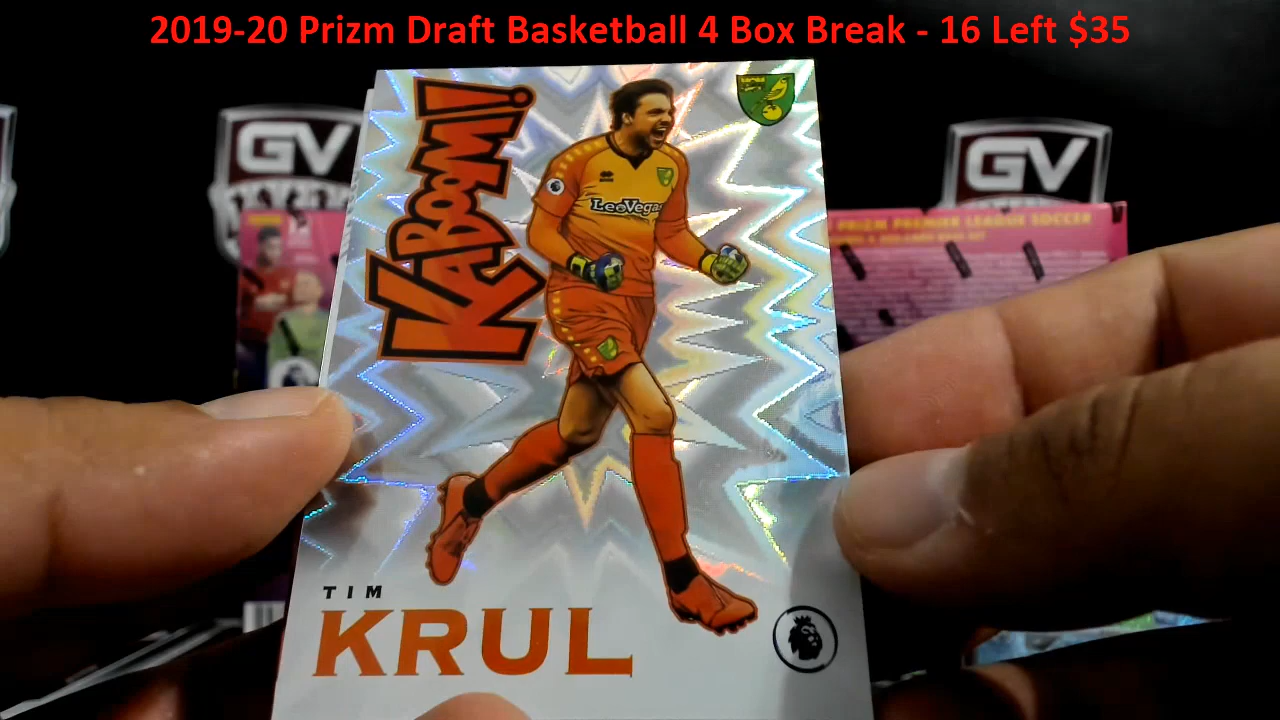 2019-20 Prizm Draft Basketball 4 Box Break - 16 Left $35
KABOOM!
LeoVegas
GV
GV
PRIZM PREMIER LEAGUE SOCCER
TIM
KRUL